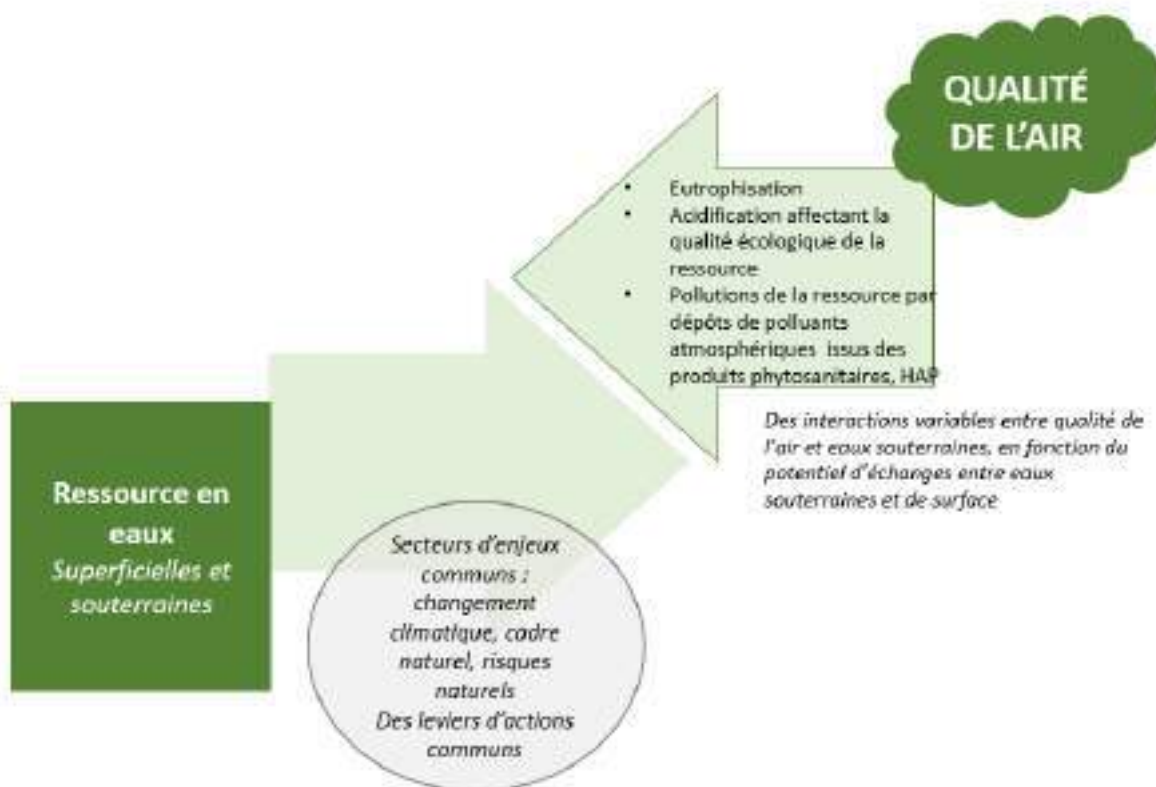 QUALITÉ
DE L'AIR
• Eutrophisation
• Acidification affectant la
qualité écologique de la
ressource
• Pollutions de la ressource par
dépôts de polluants
atmosphériques issus des
produits phytosanitaires, HAP
Des interactions variables entre qualité de
l'air et eaux souterraines, en fonction du
potentiel d'échanges entre eaux
souterraines et de surface
Ressource en
eaux
Superficielles et
souterraines
Secteurs d'enjeux
communs :
changement
climatique, cadre
naturel, risques
naturels
Des leviers d'actions
communs